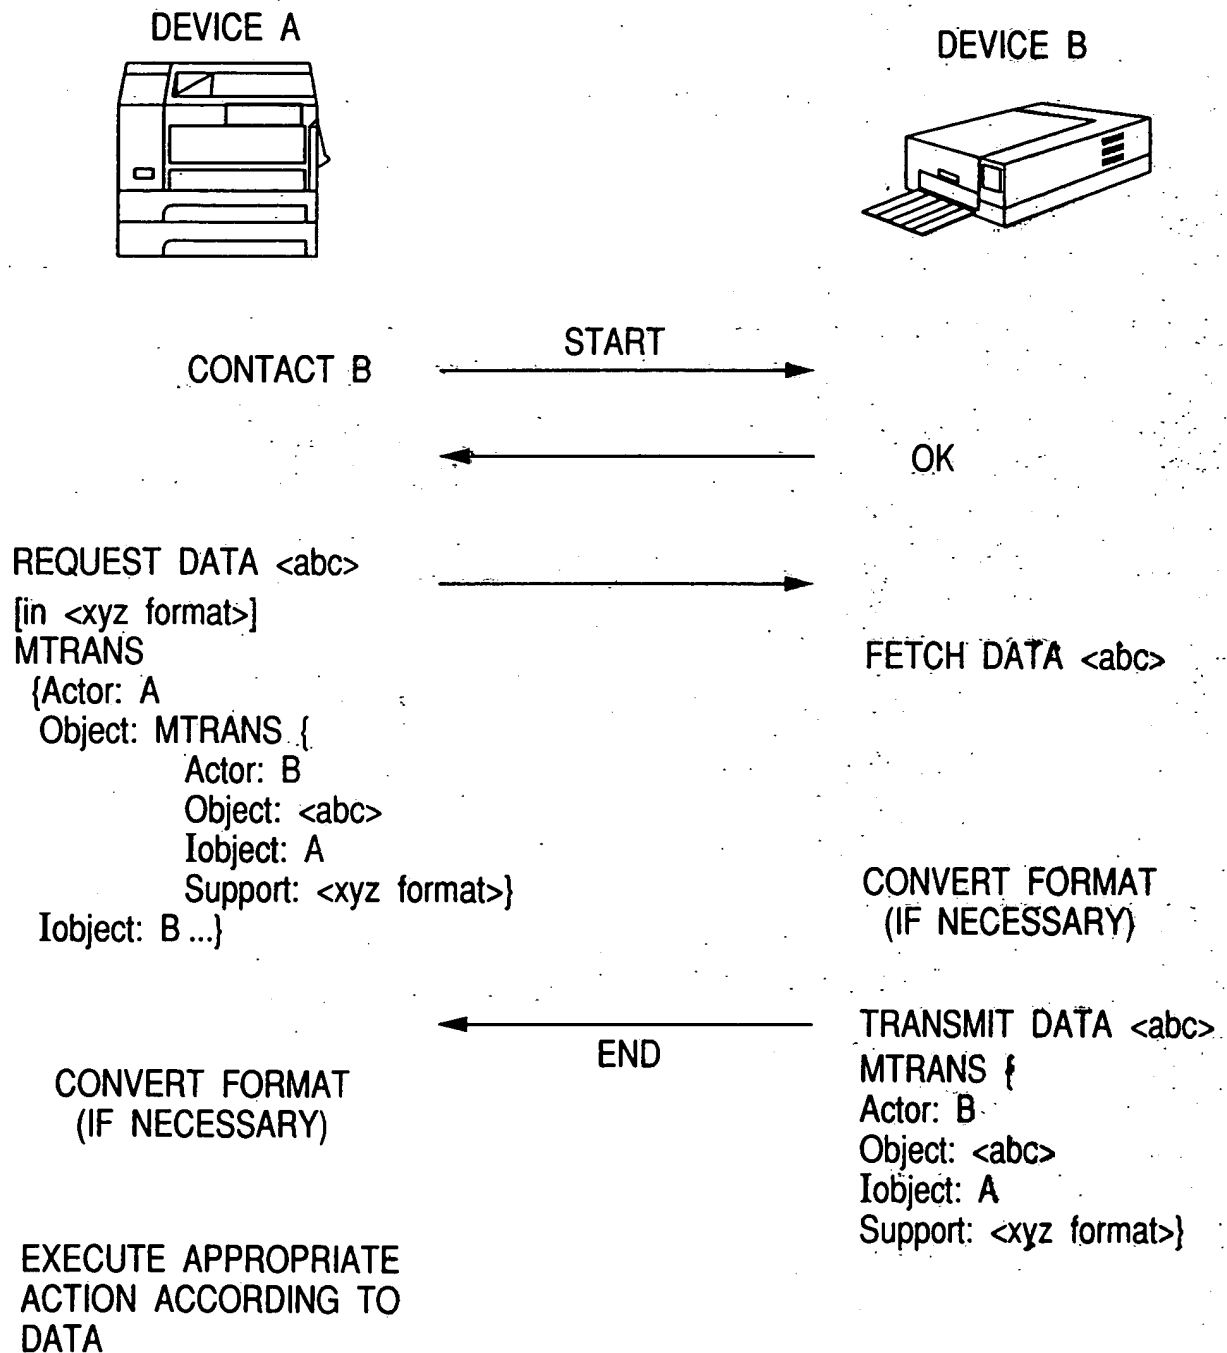 DEVICE A
DEVICE B
START
CONTACT B
OK
REQUEST DATA <abc>
[in <xyz format>]
MTRANS
{Actor: A
Object: MTRANS {
Actor: B
Object: <abc>
Iobject: A
Support: <xyz format>}
Iobject: B ...}
FETCH DATA <abc>
CONVERT FORMAT
(IF NECESSARY)
END
TRANSMIT DATA <abc>
MTRANS {
Actor: B
Object: <abc>
Iobject: A
Support: <xyz format>}
CONVERT FORMAT
(IF NECESSARY)
EXECUTE APPROPRIATE
ACTION ACCORDING TO
DATA